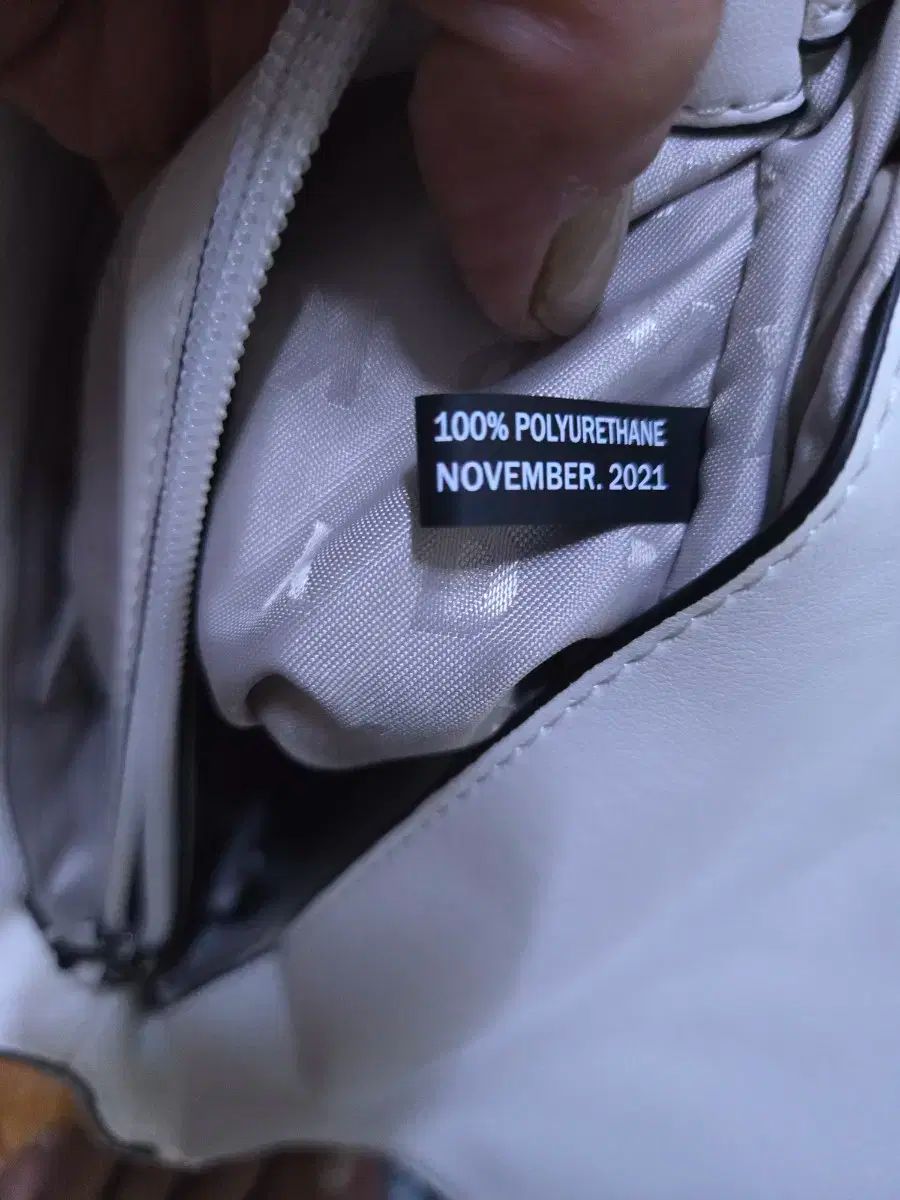 100% POLYURETHANE
NOVEMBER. 2021